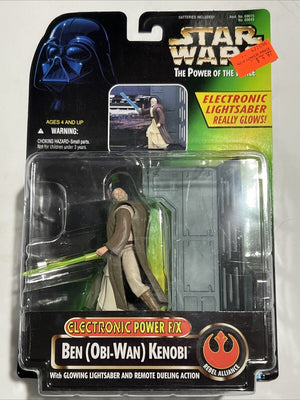 BATTERIES INCLUDED!
STAR
WARS
THE POWER OF THE
ELECTRONIC
LIGHTSABER
REALLY GLOWS!
AGES 4 AND UP
WARNING:
CHOKING HAZARD-Small parts.
Not for children under 3 years.
ELECTRONIC POWER F/X
BEN (OBI-WAN) KENOBI
With GLOWING LIGHTSABER AND REMOTE DUELING ACTION
REBEL ALLIANCE